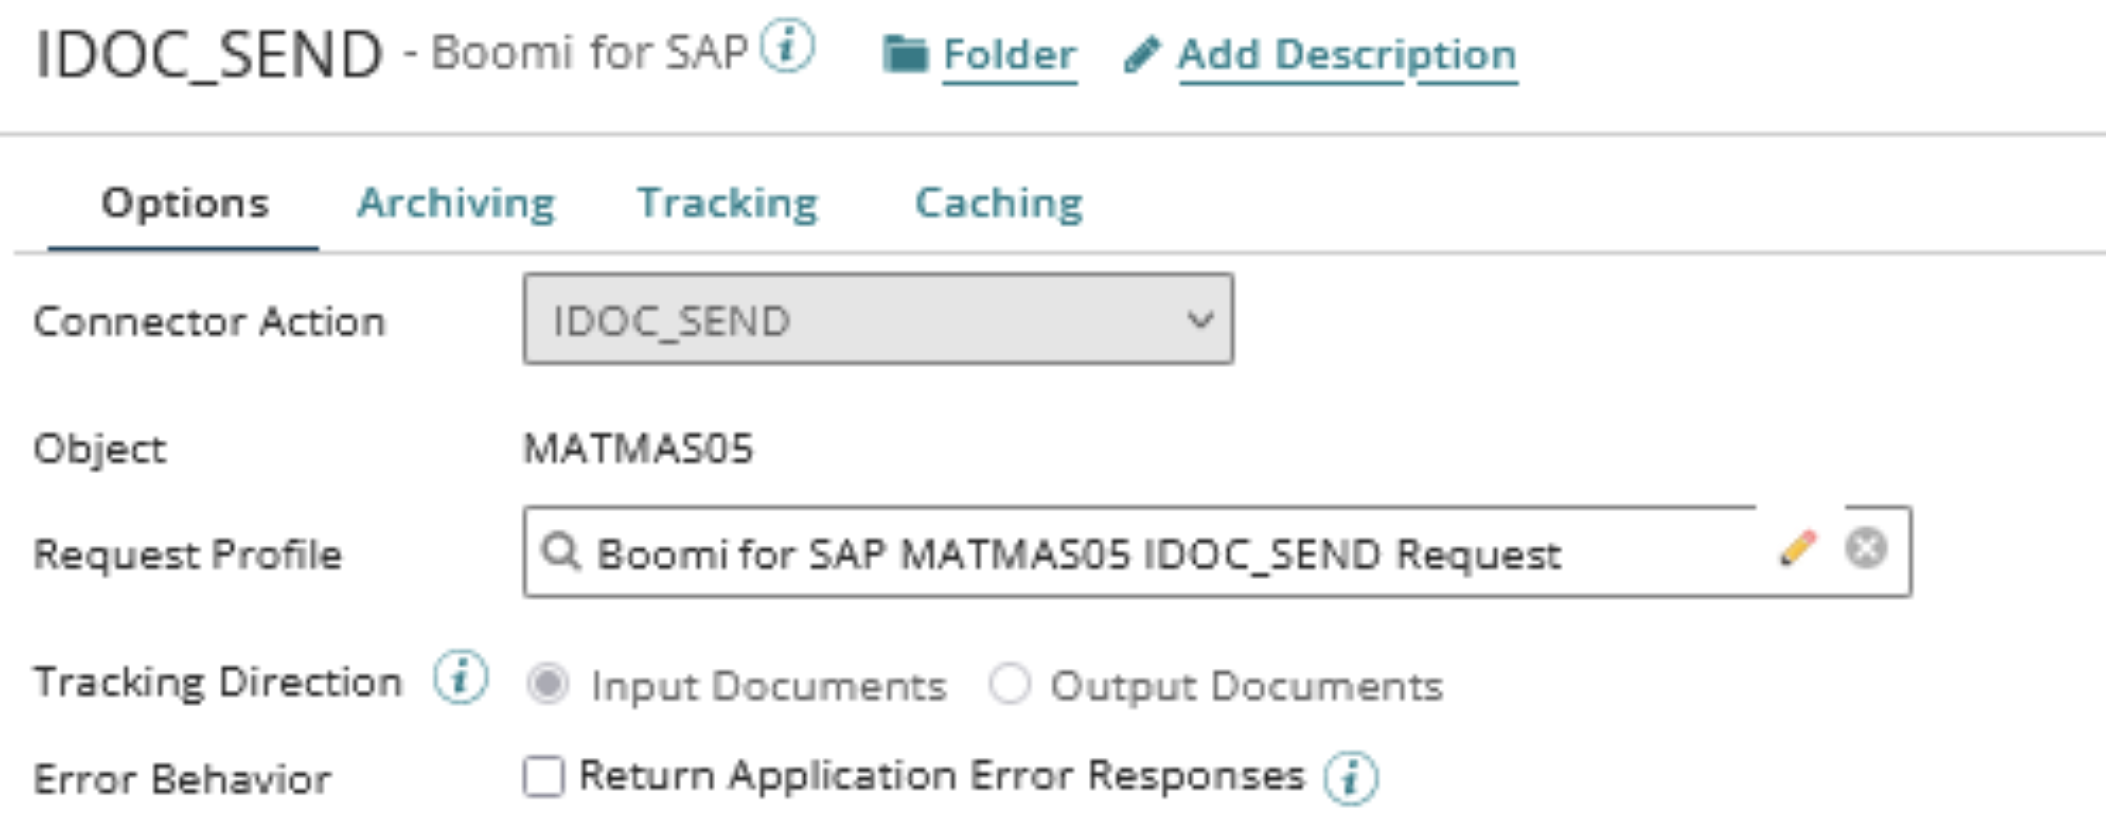 IDOC_SEND - Boomi for SAP i Folder Add Description
Options Archiving Tracking Caching
Connector Action IDOC_SEND
Object MATMAS05
Request Profile Boomi for SAP MATMAS05 IDOC_SEND Request
Tracking Direction i Input Documents Output Documents
Error Behavior Return Application Error Responses i